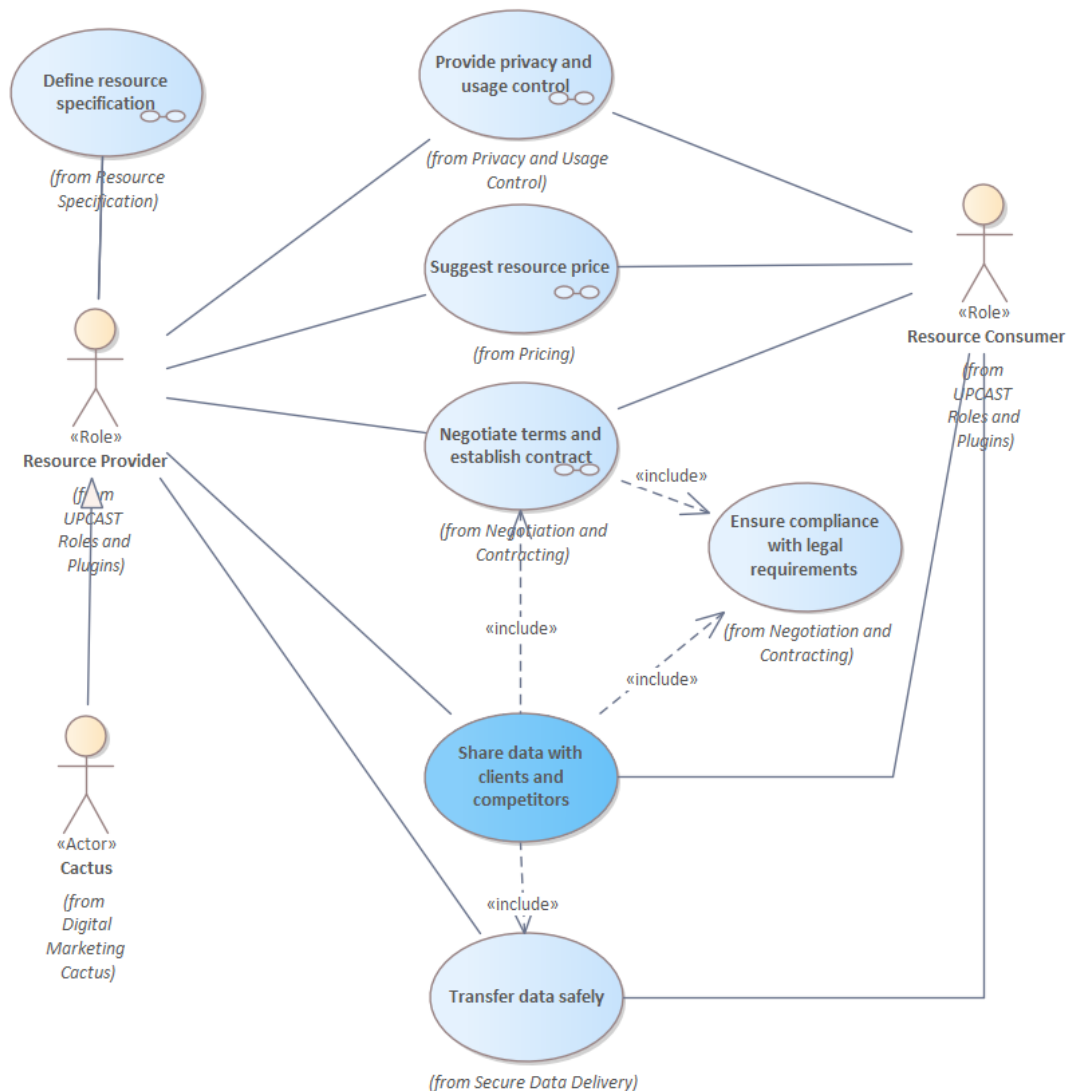 Define resource
specification
(from Resource
Specification)
Provide privacy and
usage control
(from Privacy and Usage
Control)
Suggest resource price
(from Pricing)
«Role»
Resource Consumer
(from
UPCAST
Roles and
Plugins)
«Role»
Resource Provider
(from
UPCAST
Roles and
Plugins)
Negotiate terms and
establish contract
(from Negotiation and
Contracting)
«include»
Ensure compliance
with legal
requirements
(from Negotiation and
Contracting)
«include»
«include»
Share data with
clients and
competitors
«Actor»
Cactus
(from
Digital
Marketing
Cactus)
«include»
Transfer data safely
(from Secure Data Delivery)